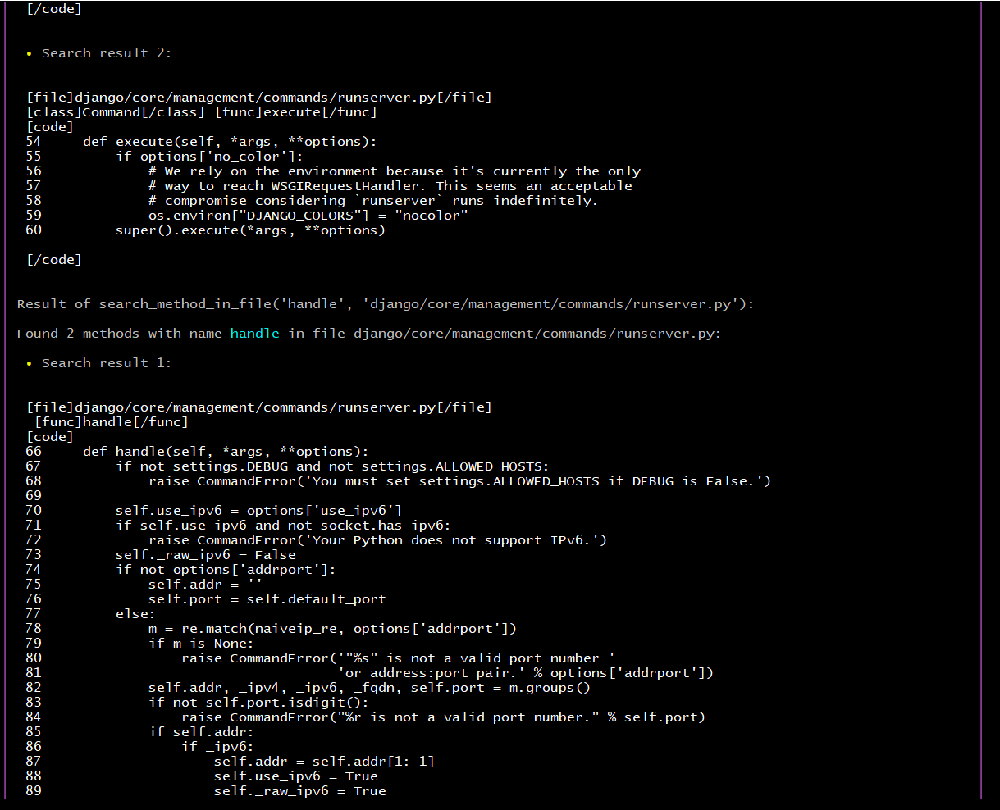 [/code]
• Search result 2:
[file]django/core/management/commands/runserver.py[/file]
[class]Command[/class] [func]execute[/func]
[code]
54     def execute(self, *args, **options):
55         if options['no_color']:
56             # We rely on the environment because it's currently the only
57             # way to reach WSGIRequestHandler. This seems an acceptable
58             # compromise considering `runserver` runs indefinitely.
59             os.environ["DJANGO_COLORS"] = "nocolor"
60         super().execute(*args, **options)
[/code]
Result of search_method_in_file('handle', 'django/core/management/commands/runserver.py'):
Found 2 methods with name handle in file django/core/management/commands/runserver.py:
• Search result 1:
[file]django/core/management/commands/runserver.py[/file]
[func]handle[/func]
[code]
66     def handle(self, *args, **options):
67         if not settings.DEBUG and not settings.ALLOWED_HOSTS:
68             raise CommandError('You must set settings.ALLOWED_HOSTS if DEBUG is False.')
69
70         self.use_ipv6 = options['use_ipv6']
71         if self.use_ipv6 and not socket.has_ipv6:
72             raise CommandError('Your Python does not support IPv6.')
73         self._raw_ipv6 = False
74         if not options['addrport']:
75             self.addr = ''
76             self.port = self.default_port
77         else:
78             m = re.match(naiveip_re, options['addrport'])
79             if m is None:
80                 raise CommandError('"%s" is not a valid port number '
81                                    'or address:port pair.' % options['addrport'])
82             self.addr, _ipv4, _ipv6, _fqdn, self.port = m.groups()
83             if not self.port.isdigit():
84                 raise CommandError("%r is not a valid port number." % self.port)
85             if self.addr:
86                 if _ipv6:
87                     self.addr = self.addr[1:-1]
88                     self.use_ipv6 = True
89                     self._raw_ipv6 = True